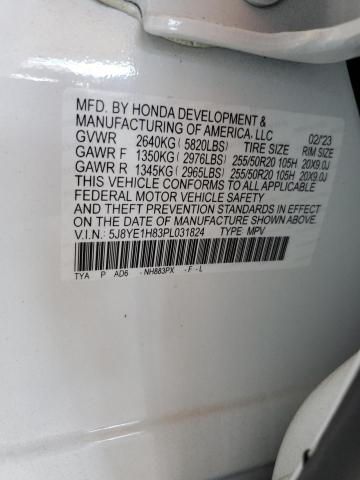 MFD. BY HONDA DEVELOPMENT &
MANUFACTURING OF AMERICA, LLC 02/'23
GVWR 2640KG ( 5820LBS) TIRE SIZE RIM SIZE
GAWR F 1350KG ( 2976LBS) 255/50R20 105H 20X9.0J
GAWR R 1345KG ( 2965LBS) 255/50R20 105H 20X9.0J
THIS VEHICLE CONFORMS TO ALL APPLICABLE
FEDERAL MOTOR VEHICLE SAFETY
AND THEFT PREVENTION STANDARDS IN EFFECT
ON THE DATE OF MANUFACTURE SHOWN ABOVE.
V.I.N.: 5J8YE1H83PL031824 TYPE: MPV
TYA P AD6 - NH883PX - F - L